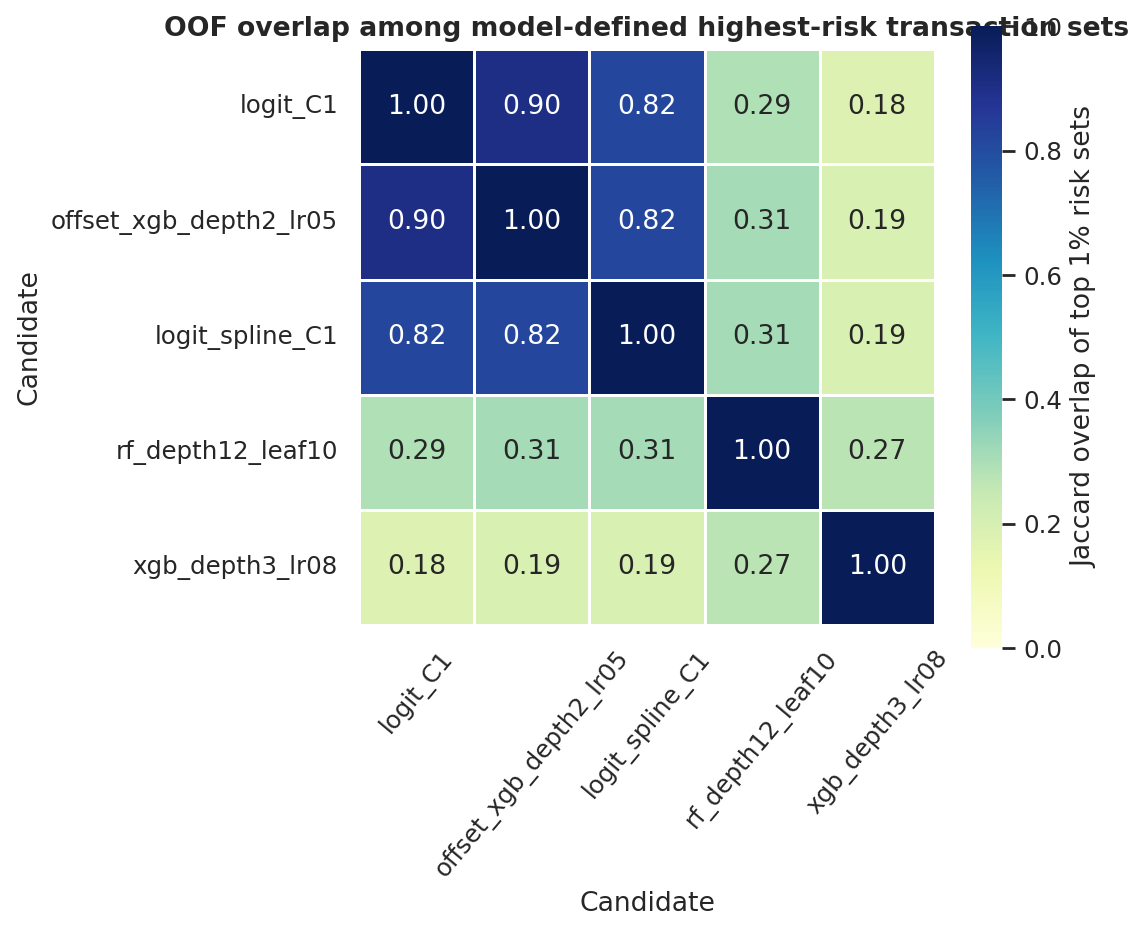 OOF overlap among model-defined highest-risk transaction sets
logit_C1
1.00 0.90 0.82 0.29 0.18
offset_xgb_depth2_lr05
0.90 1.00 0.82 0.31 0.19
logit_spline_C1
0.82 0.82 1.00 0.31 0.19
rf_depth12_leaf10
0.29 0.31 0.31 1.00 0.27
xgb_depth3_lr08
0.18 0.19 0.19 0.27 1.00
Candidate
logit_C1
offset_xgb_depth2_lr05
logit_spline_C1
rf_depth12_leaf10
xgb_depth3_lr08
Candidate
1.0
0.8
0.6
0.4
0.2
0.0
Jaccard overlap of top 1% risk sets